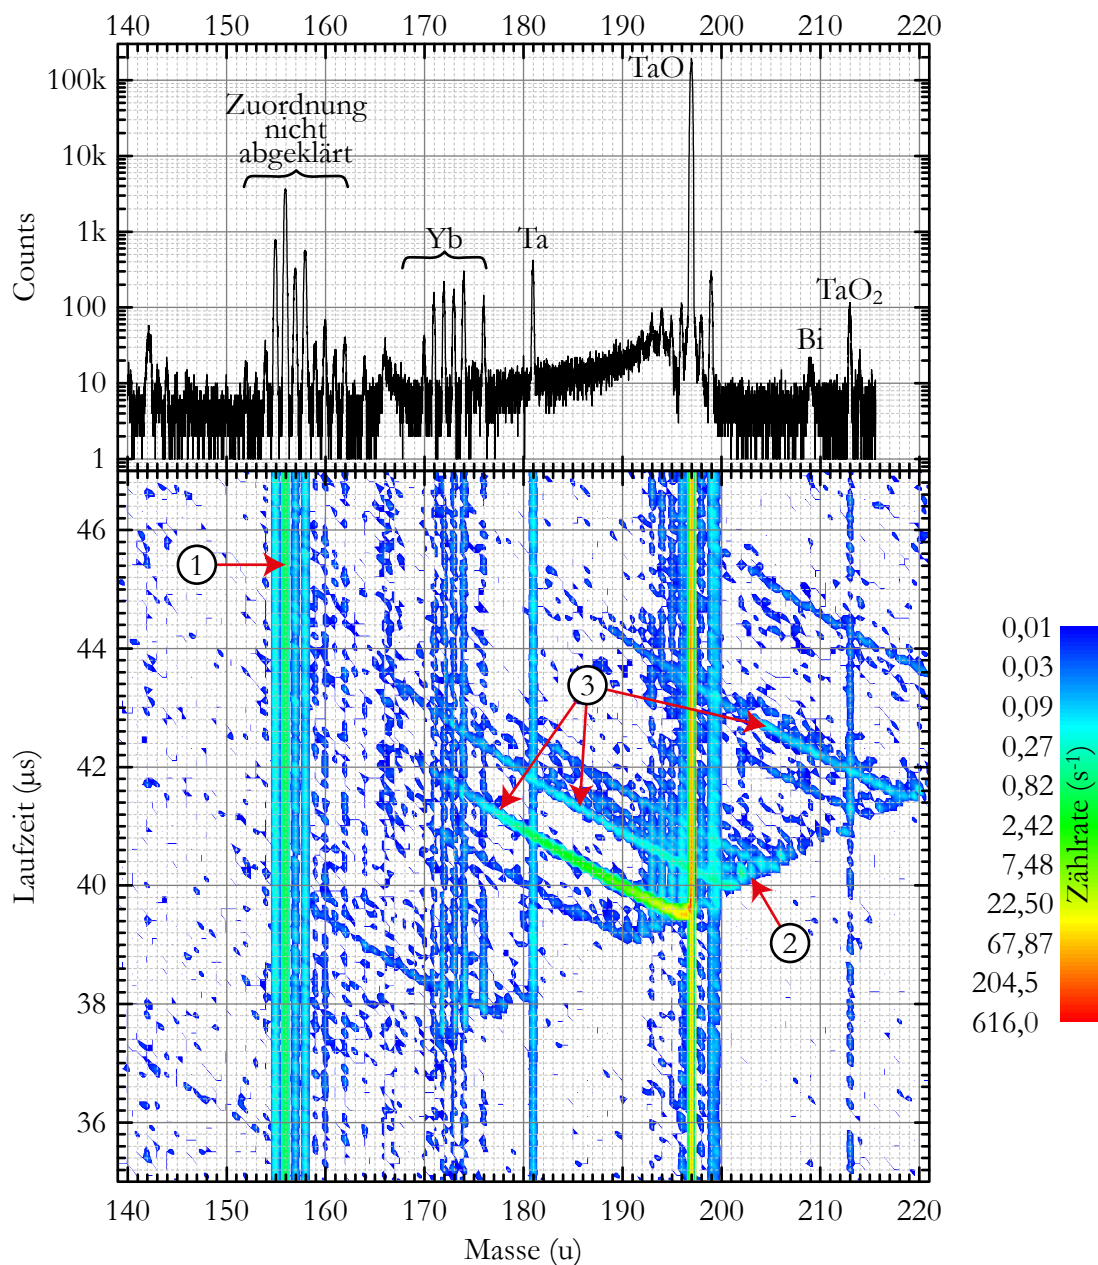 140 150 160 170 180 190 200 210 220
100k
10k
1k
100
10
1
Counts
Zuordnung
nicht
abgeklärt
Yb
Ta
TaO
Bi
TaO₂
46
44
42
40
38
36
Laufzeit (µs)
1
3
2
140 150 160 170 180 190 200 210 220
Masse (u)
0,01
0,03
0,09
0,27
0,82
2,42
7,48
22,50
67,87
204,5
616,0
Zählrate (s⁻¹)